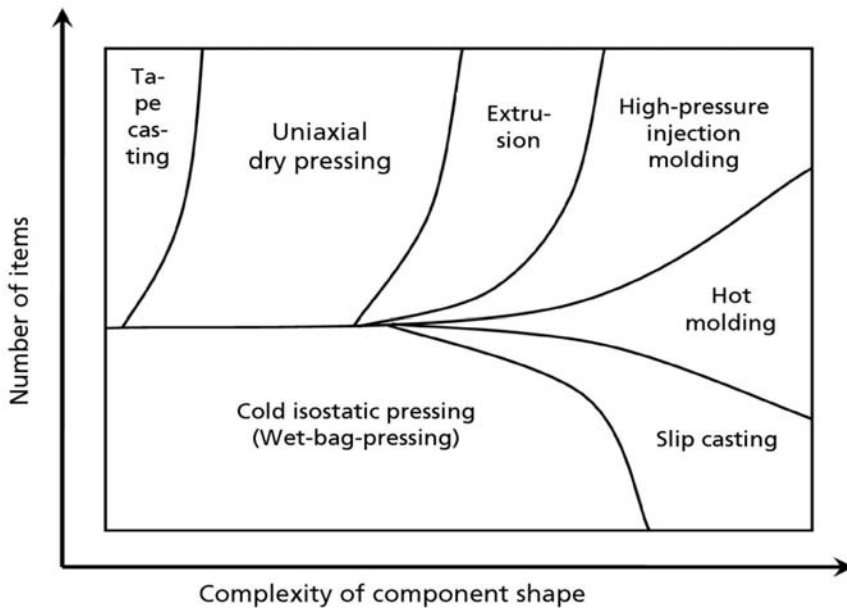 Ta-
pe
cas-
ting
Uniaxial
dry pressing
Extru-
sion
High-pressure
injection
molding
Hot
molding
Cold isostatic pressing
(Wet-bag-pressing)
Slip casting
Number of items
Complexity of component shape